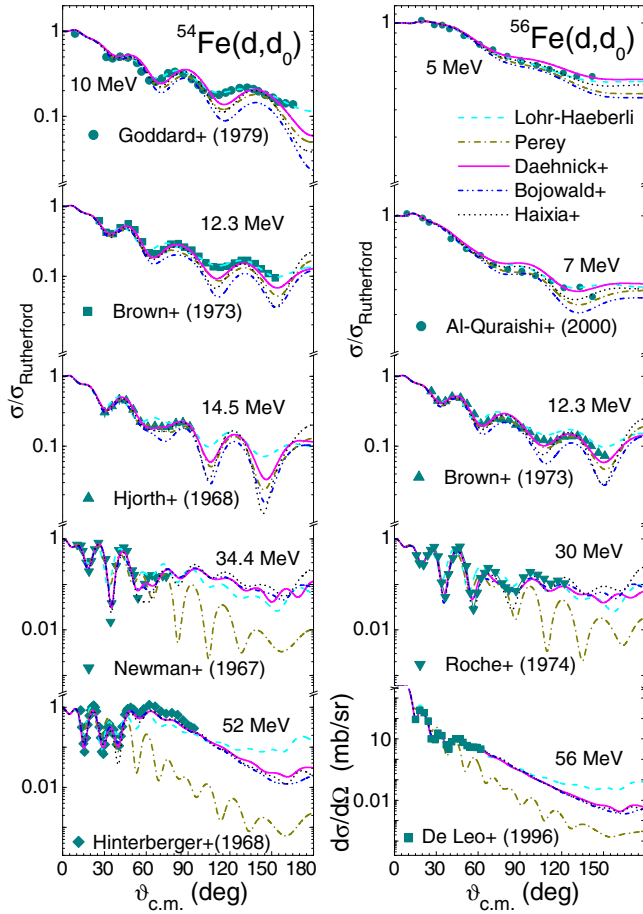 ⁵⁴Fe(d,d₀)
1
10 MeV
0.1
Goddard+ (1979)
1
12.3 MeV
0.1
Brown+ (1973)
σ/σRutherford
1
14.5 MeV
0.1
Hjorth+ (1968)
1
34.4 MeV
0.01
Newman+ (1967)
1
52 MeV
0.01
Hinterberger+(1968)
0 30 60 90 120 150 180
ϑc.m. (deg)
⁵⁶Fe(d,d₀)
1
5 MeV
Lohr-Haeberli
Perey
Daehnick+
Bojowald+
Haixia+
0.1
1
7 MeV
σ/σRutherford
Al-Quraishi+ (2000)
1
12.3 MeV
0.1
Brown+ (1973)
1
30 MeV
0.01
Roche+ (1974)
10
56 MeV
0.01
dσ/dΩ (mb/sr)
De Leo+ (1996)
0 30 60 90 120 150
ϑc.m. (deg)